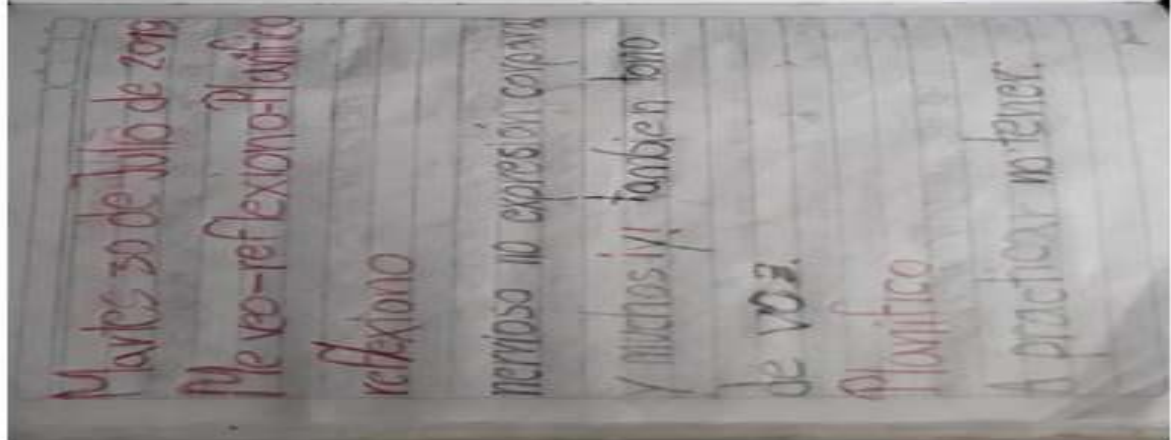 Martes 30 de Julio de 2019
Me veo-reflexiono-Planifico
reflexiono
nervioso no expresión corporal
y muchos ¡y! Tanbien tono
de voz.
Planifico
A practicar no tener.